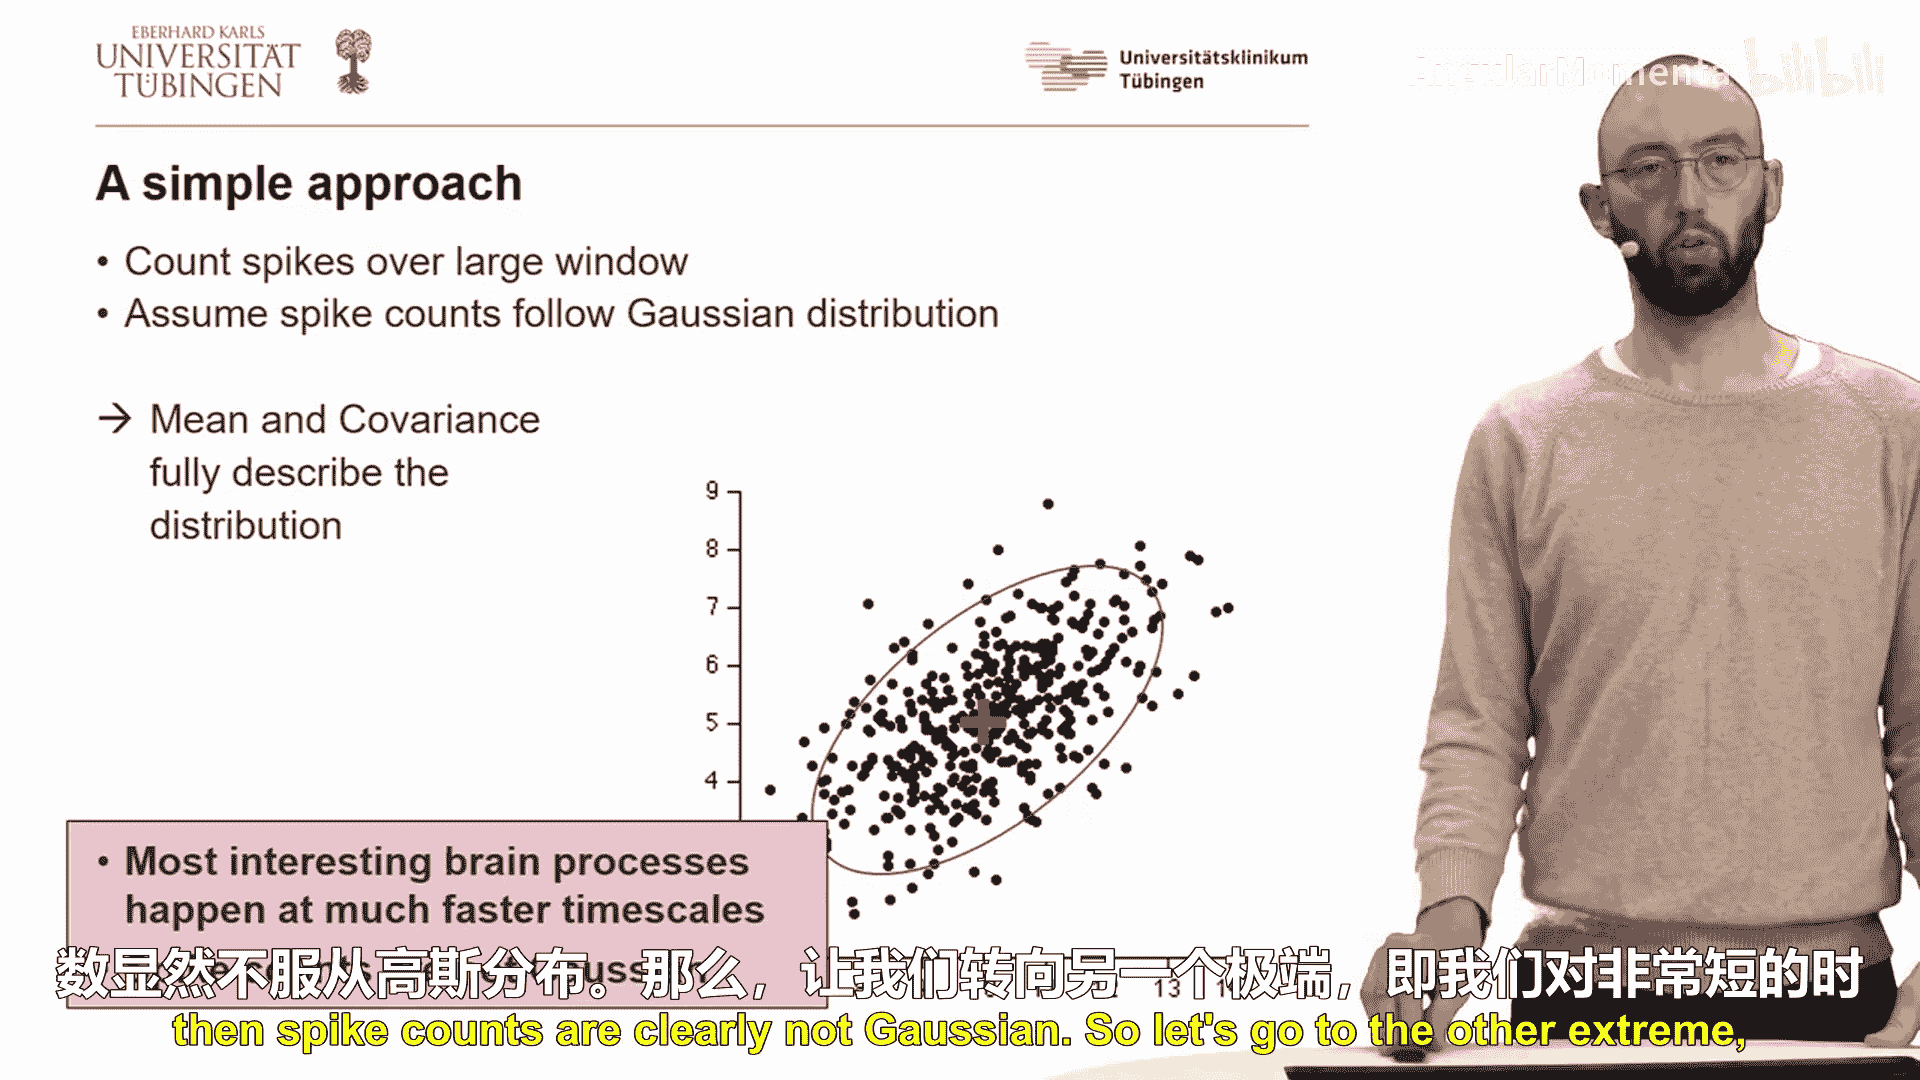 EBERHARD KARLS
UNIVERSITÄT
TÜBINGEN
Universitätsklinikum
Tübingen
AngularMomenta bilibili
A simple approach
• Count spikes over large window
• Assume spike counts follow Gaussian distribution
→ Mean and Covariance
fully describe the
distribution
9
8
7
6
5
4
13
• Most interesting brain processes
happen at much faster timescales
数显然不服从高斯分布。那么，让我们转向另一个极端，即我们对非常短的时
then spike counts are clearly not Gaussian. So let's go to the other extreme,